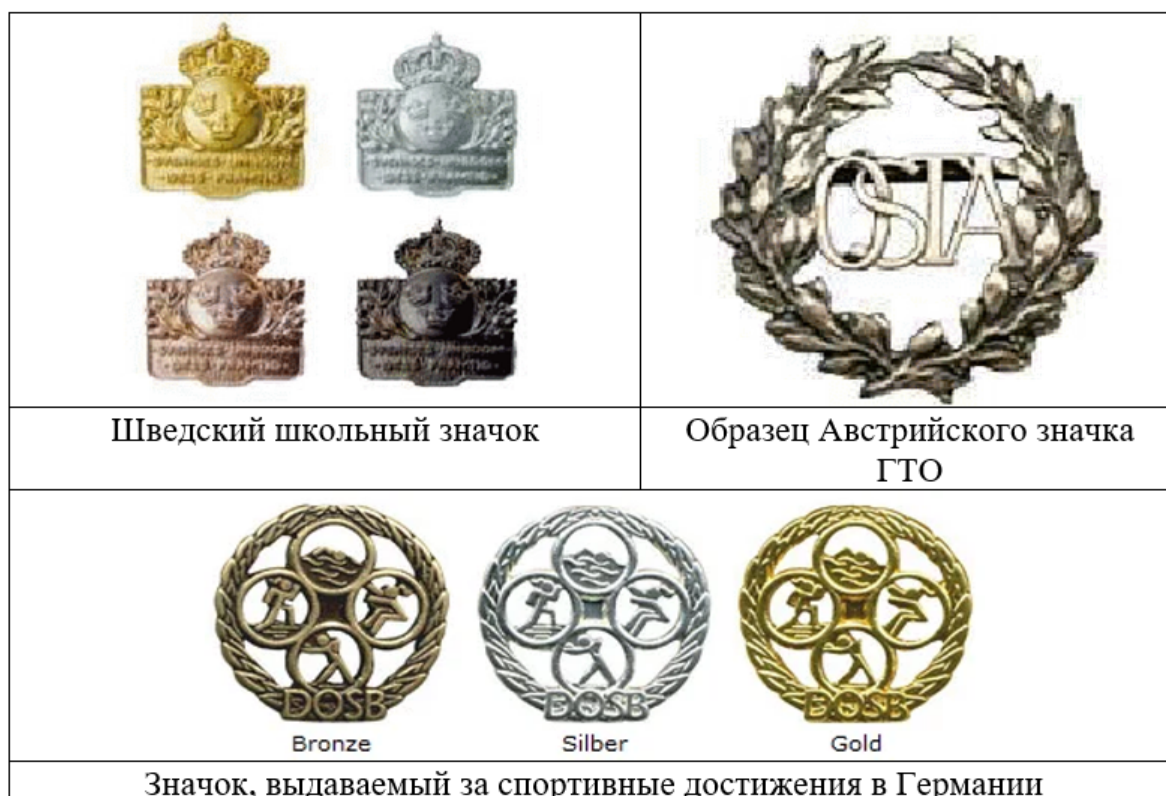 OSTA
Шведский школьный значок
Образец Австрийского значка
ГТО
DOSB
DOSB
DOSB
Bronze
Silber
Gold
Значок, выдаваемый за спортивные достижения в Германии